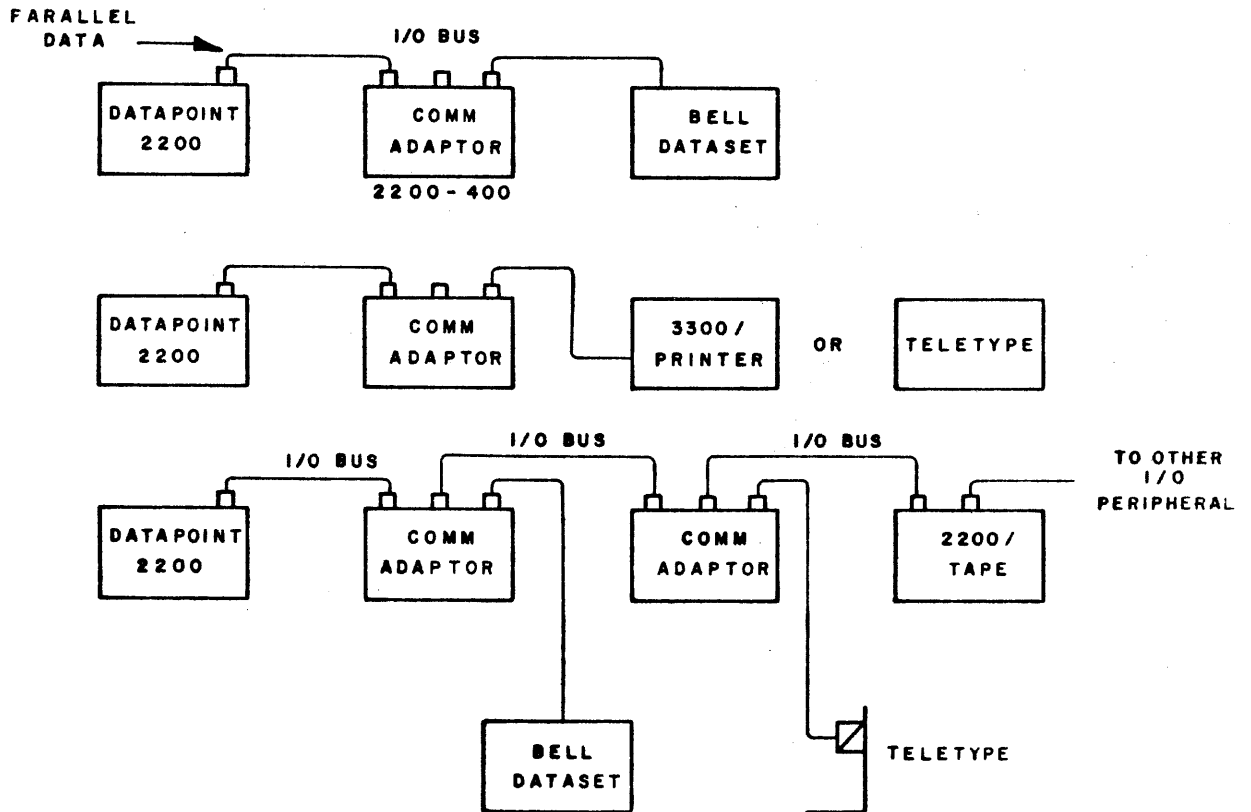 FARALLEL
DATA
I/O BUS
DATAPOINT
2200
COMM
ADAPTOR
2200-400
BELL
DATASET
DATAPOINT
2200
COMM
ADAPTOR
3300/
PRINTER
OR
TELETYPE
I/O BUS
I/O BUS
I/O BUS
TO OTHER
I/O
PERIPHERAL
DATAPOINT
2200
COMM
ADAPTOR
COMM
ADAPTOR
2200/
TAPE
BELL
DATASET
TELETYPE